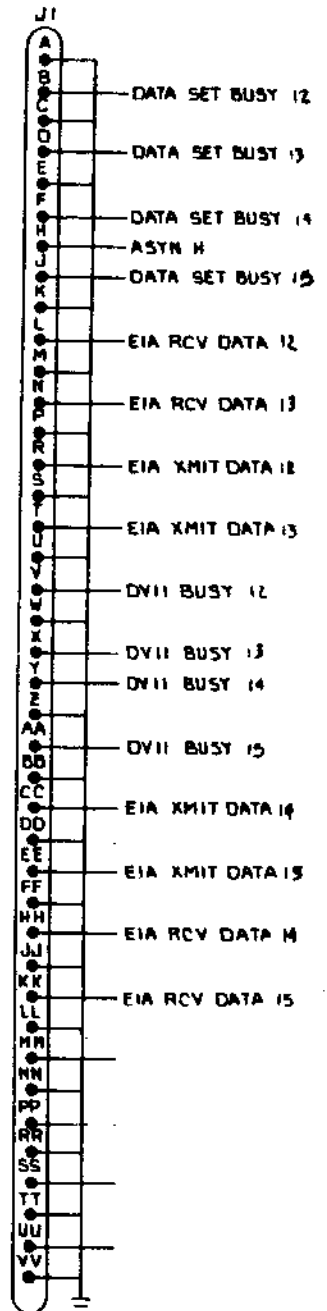 J1
A
B
DATA SET BUSY 12
C
D
DATA SET BUSY 13
E
F
H
DATA SET BUSY 14
J
ASYN H
K
DATA SET BUSY 15
L
M
EIA RCV DATA 12
N
P
EIA RCV DATA 13
R
S
EIA XMIT DATA 12
T
U
EIA XMIT DATA 13
V
W
DV11 BUSY 12
X
Y
DV11 BUSY 13
Z
DV11 BUSY 14
AA
BB
DV11 BUSY 15
CC
DD
EIA XMIT DATA 14
EE
FF
EIA XMIT DATA 15
HH
JJ
EIA RCV DATA 14
KK
LL
EIA RCV DATA 15
MM
NN
PP
RR
SS
TT
UU
VV